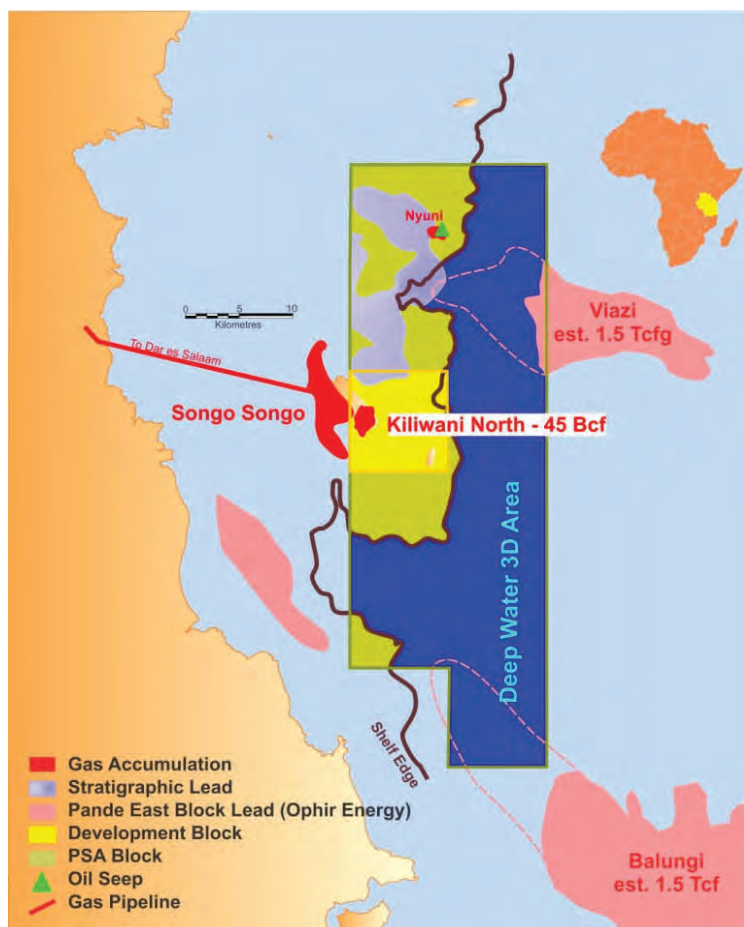 Nyuni
0 5 10
Kilometres
Viazi
est. 1.5 Tcfg
To Dar es Salaam
Songo Songo
Kiliwani North - 45 Bcf
Deep Water 3D Area
Shelf Edge
Gas Accumulation
Stratigraphic Lead
Pande East Block Lead (Ophir Energy)
Development Block
PSA Block
Oil Seep
Gas Pipeline
Balungi
est. 1.5 Tcf